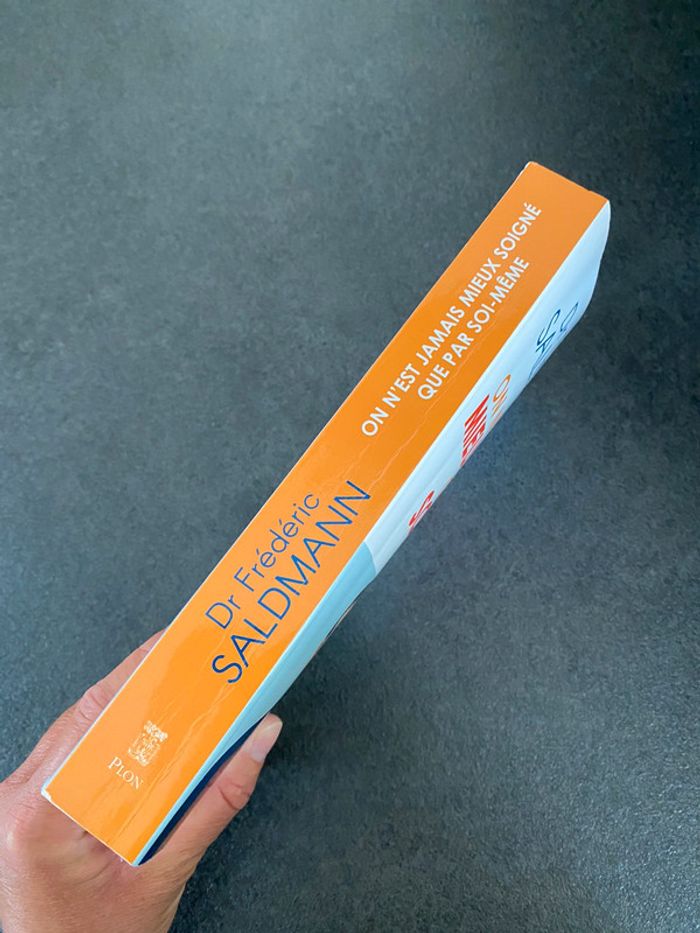 ON N'EST JAMAIS MIEUX SOIGNÉ
QUE PAR SOI-MÊME
Dr Frédéric
SALDMANN
PLON